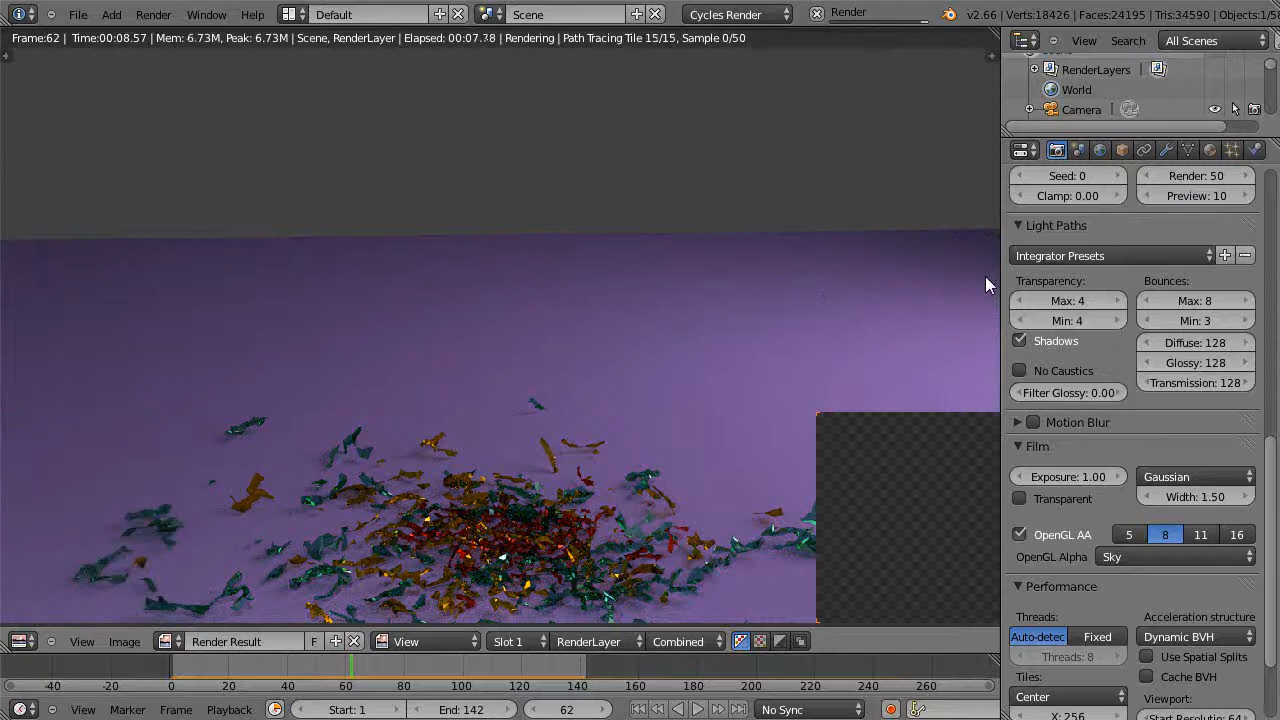 File Add Render Window Help Default Scene Cycles Render Render v2.66 | Verts:18426 | Faces:24195 | Tris:34590 | Objects:1/5
Frame:62 | Time:00:08.57 | Mem: 6.73M, Peak: 6.73M | Scene, RenderLayer | Elapsed: 00:07.38 | Rendering | Path Tracing Tile 15/15, Sample 0/50
View Search All Scenes
RenderLayers
World
Camera
Seed: 0 Render: 50
Clamp: 0.00 Preview: 10
Light Paths
Integrator Presets
Transparency: Bounces:
Max: 4 Max: 8
Min: 4 Min: 3
Shadows Diffuse: 128
No Caustics Glossy: 128
Filter Glossy: 0.00 Transmission: 128
Motion Blur
Film
Exposure: 1.00 Gaussian
Transparent Width: 1.50
OpenGL AA 5 8 11 16
OpenGL Alpha Sky
Performance
Threads: Acceleration structure
Auto-detec Fixed Dynamic BVH
Threads: 8 Use Spatial Splits
Cache BVH
Tiles: Viewport:
Center
X: 256 Start Resolution: 64
View Image Render Result F View Slot 1 RenderLayer Combined
-40 -20 0 20 40 60 80 100 120 140 160 180 200 220 240 260
View Marker Frame Playback Start: 1 End: 142 62 No Sync